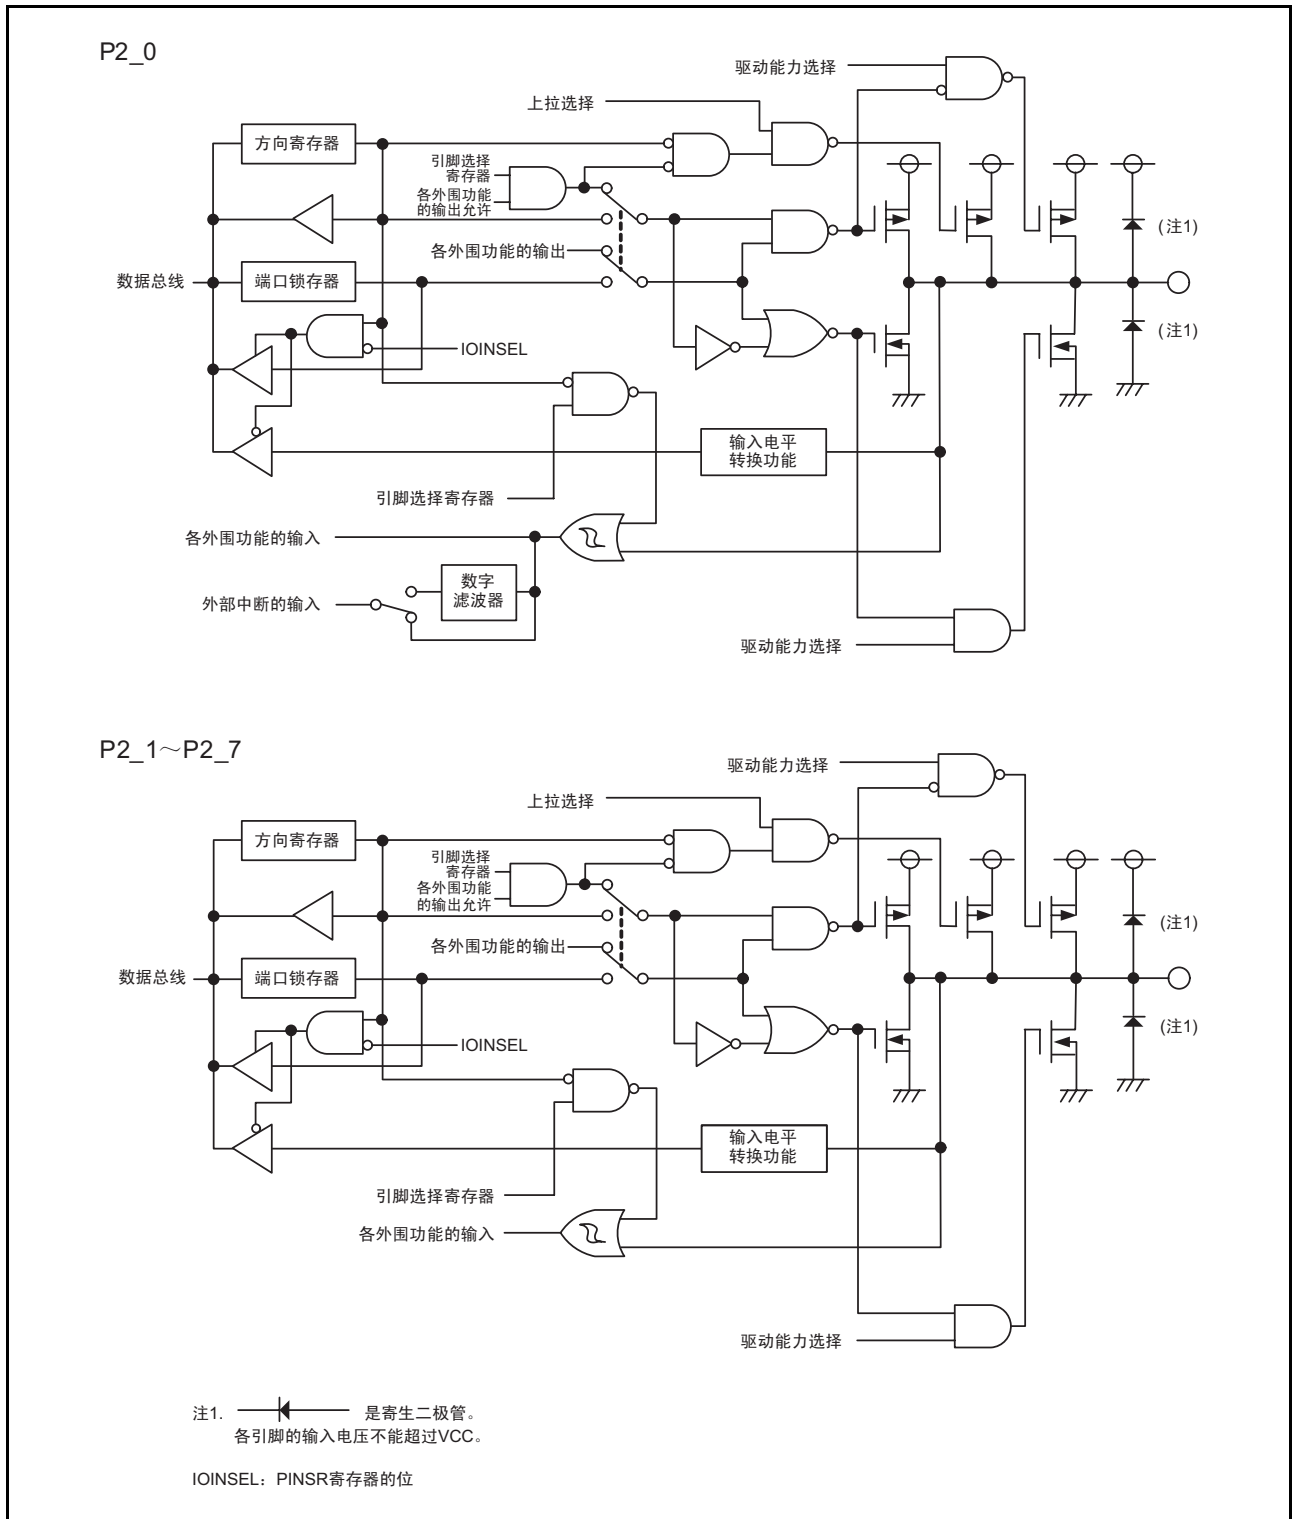 P2_0
驱动能力选择
上拉选择
方向寄存器
引脚选择
寄存器
各外围功能
的输出允许
(注1)
各外围功能的输出
数据总线
端口锁存器
(注1)
IOINSEL
输入电平
转换功能
引脚选择寄存器
各外围功能的输入
数字
滤波器
外部中断的输入
驱动能力选择
P2_1～P2_7
驱动能力选择
上拉选择
方向寄存器
引脚选择
寄存器
各外围功能
的输出允许
(注1)
各外围功能的输出
数据总线
端口锁存器
(注1)
IOINSEL
输入电平
转换功能
引脚选择寄存器
各外围功能的输入
驱动能力选择
注1. 是寄生二极管。
各引脚的输入电压不能超过VCC。
IOINSEL：PINSR寄存器的位